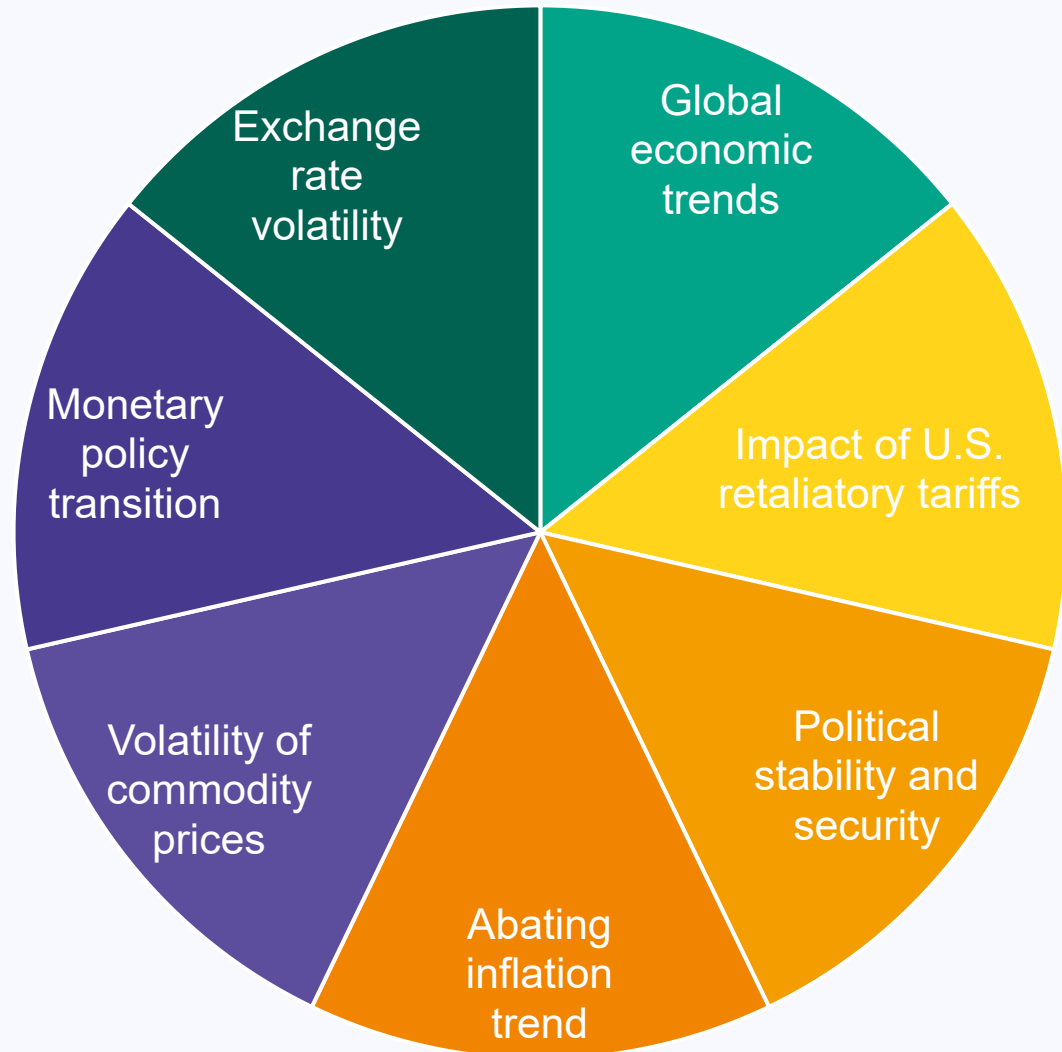 Global
economic
trends
Impact of U.S.
retaliatory tariffs
Political
stability and
security
Abating
inflation
trend
Volatility of
commodity
prices
Monetary
policy
transition
Exchange
rate
volatility